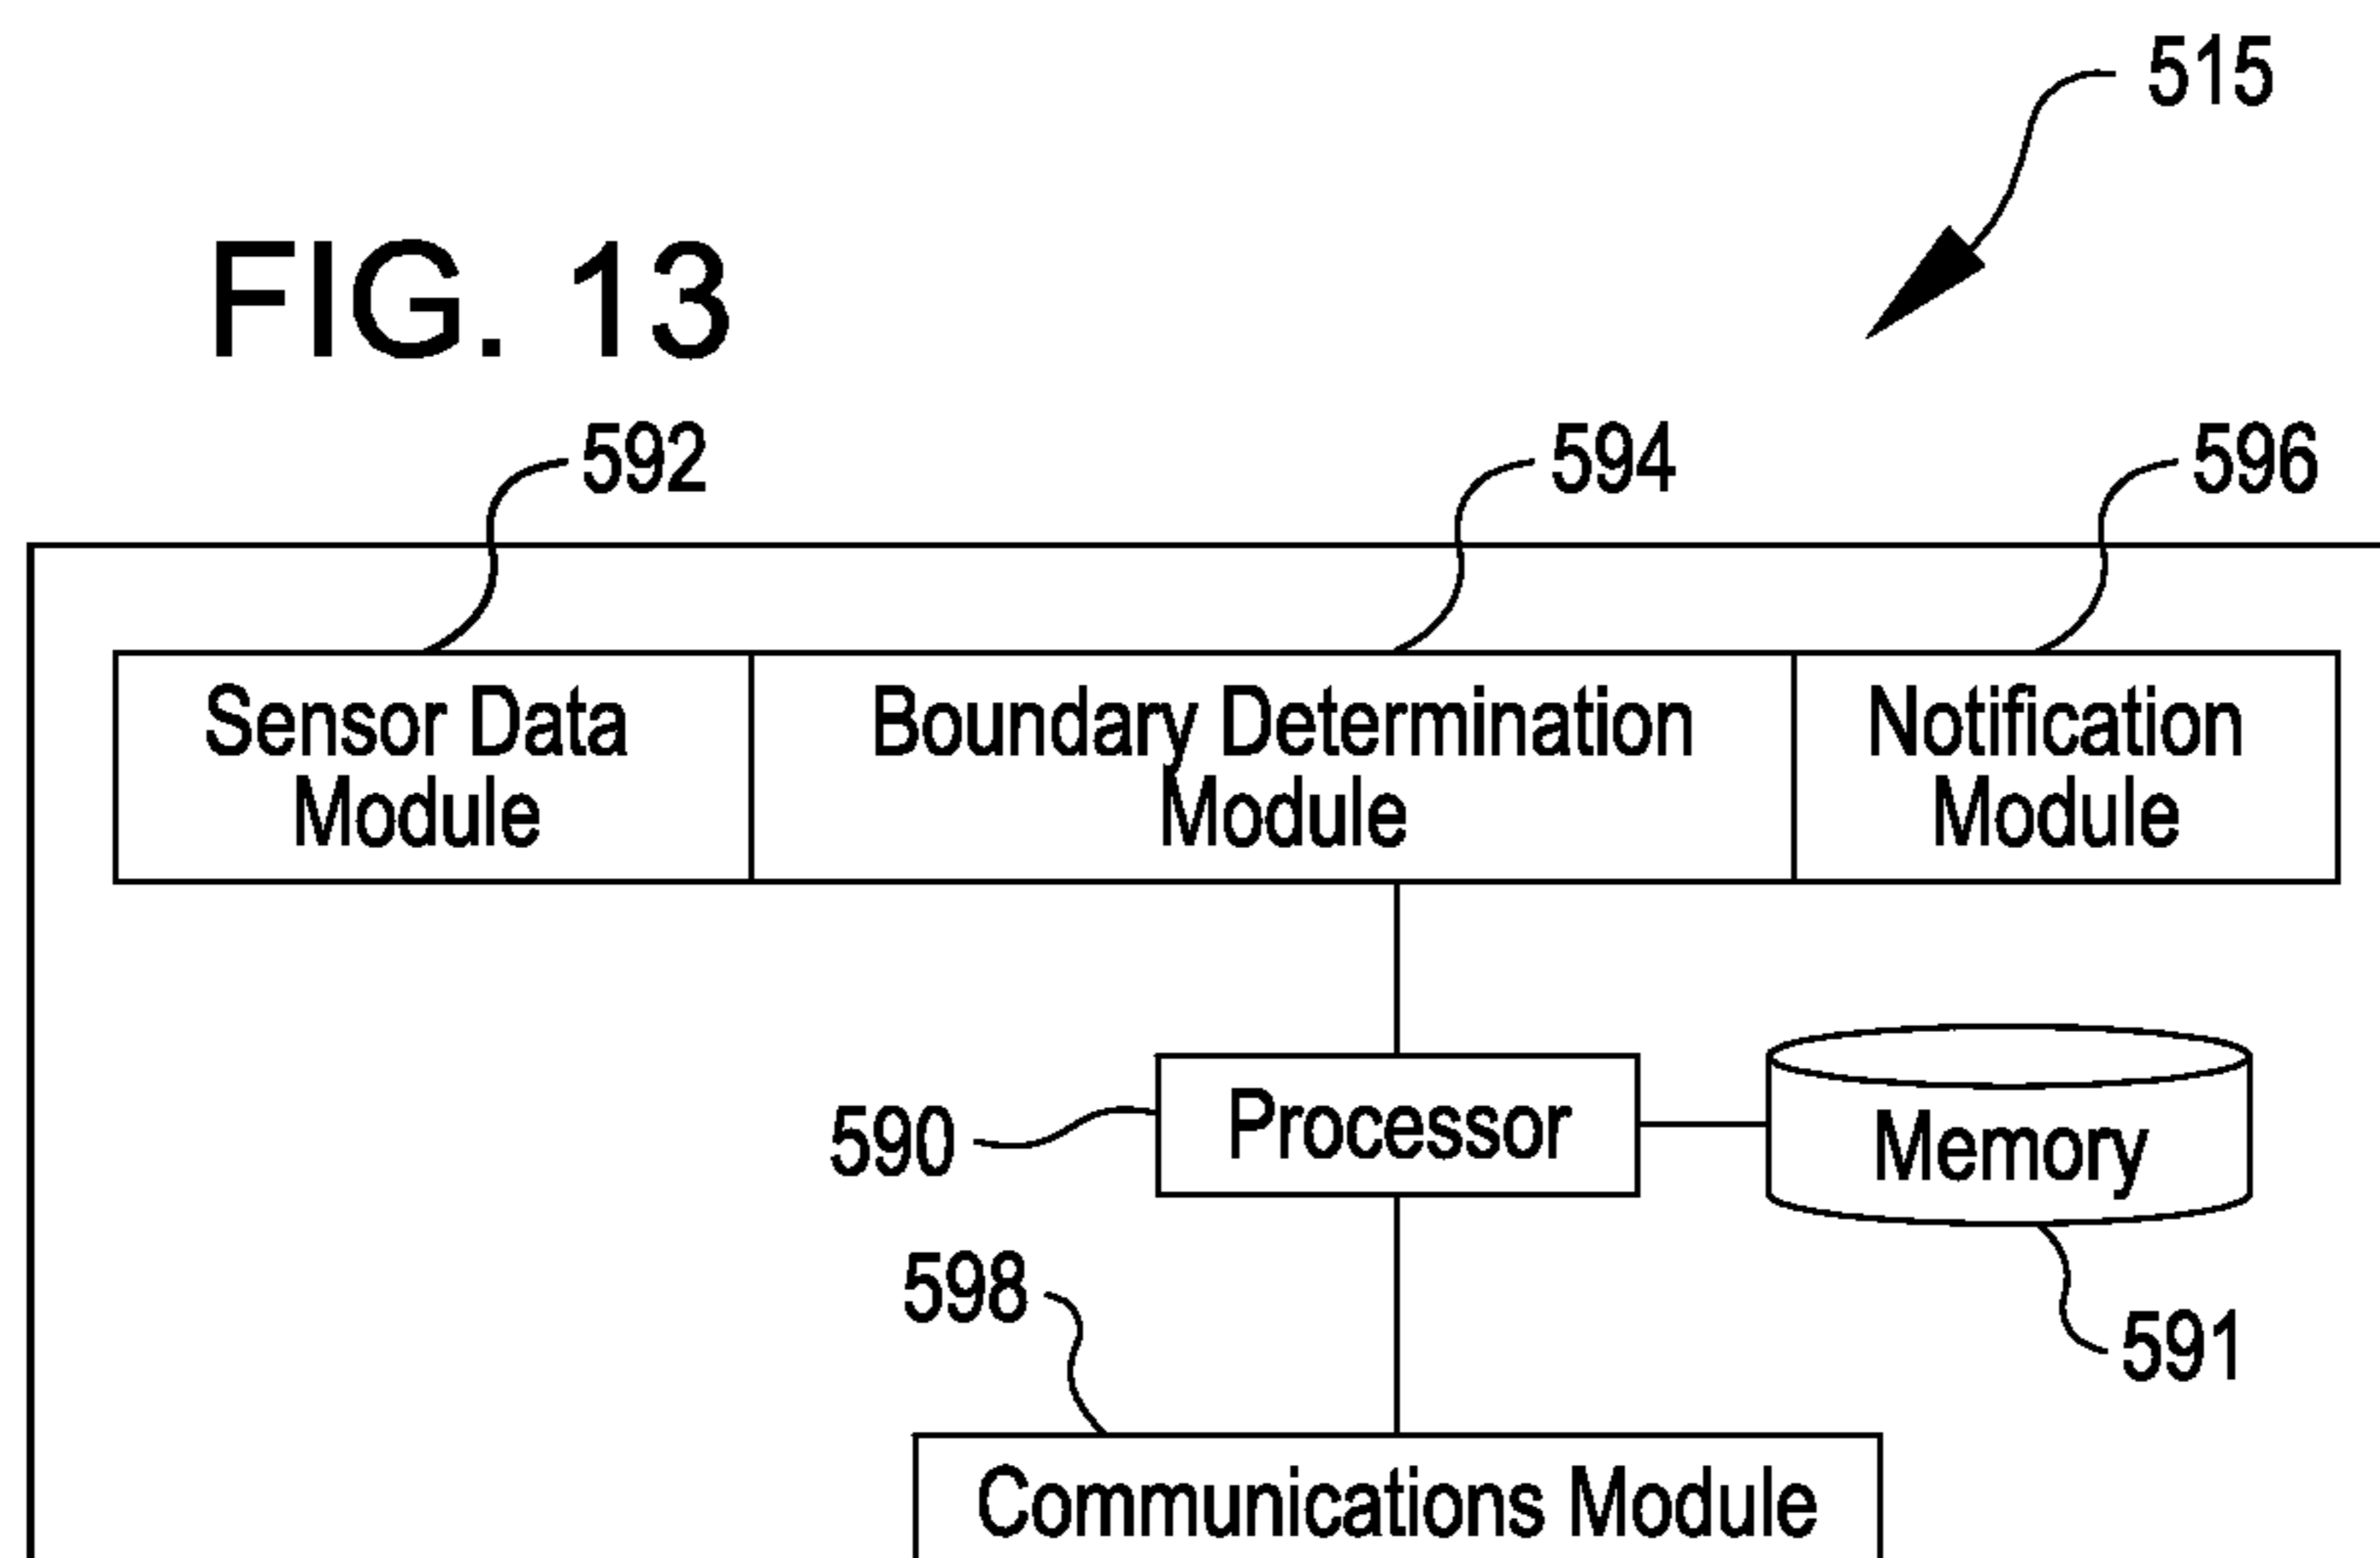 515
FIG. 13
592
594
596
Sensor Data
Module
Boundary Determination
Module
Notification
Module
590
Processor
Memory
598
591
Communications Module